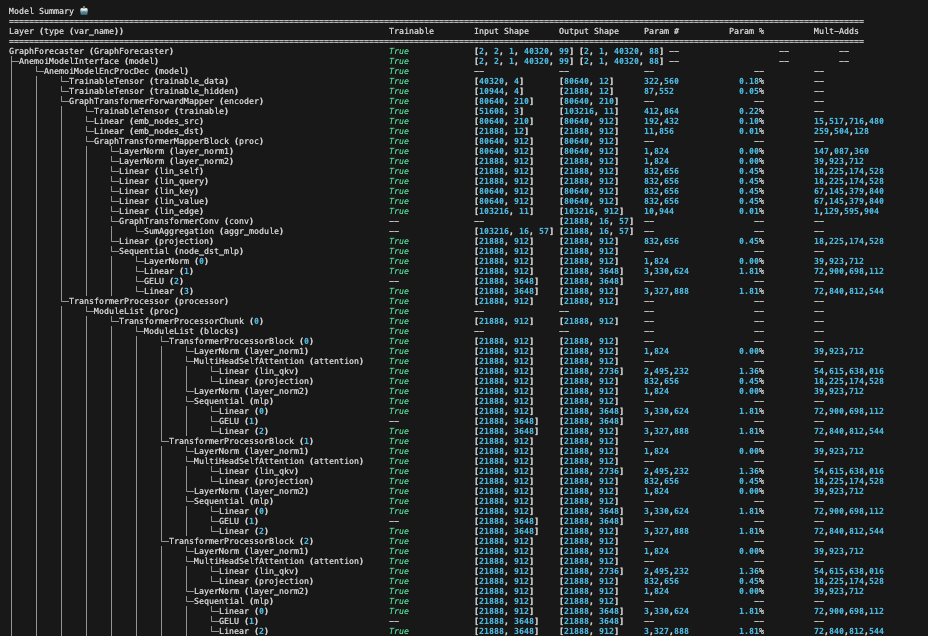 Model Summary 🤖
Layer (type (var_name)) Trainable Input Shape Output Shape Param # Param % Mult-Adds
GraphForecaster (GraphForecaster) True [2, 2, 1, 40320, 99] [2, 1, 40320, 88] -- -- --
└─AnemoiModelInterface (model) True [2, 2, 1, 40320, 99] [2, 1, 40320, 88] -- -- --
│ └─AnemoiModelEncProcDec (model) True -- -- -- -- --
│ │ └─TrainableTensor (trainable_data) True [40320, 4] [80640, 12] 322,560 0.18% --
│ │ └─TrainableTensor (trainable_hidden) True [10944, 4] [21888, 12] 87,552 0.05% --
│ │ └─GraphTransformerForwardMapper (encoder) True [80640, 210] [80640, 210] -- -- --
│ │ │ └─TrainableTensor (trainable) True [51608, 3] [103216, 11] 412,864 0.22% --
│ │ │ └─Linear (emb_nodes_src) True [80640, 210] [80640, 912] 192,432 0.10% 15,517,716,480
│ │ │ └─Linear (emb_nodes_dst) True [21888, 12] [21888, 912] 11,856 0.01% 259,504,128
│ │ │ └─GraphTransformerMapperBlock (proc) True [80640, 912] [80640, 912] -- -- --
│ │ │ │ └─LayerNorm (layer_norm1) True [80640, 912] [80640, 912] 1,824 0.00% 147,087,360
│ │ │ │ └─LayerNorm (layer_norm2) True [21888, 912] [21888, 912] 1,824 0.00% 39,923,712
│ │ │ │ └─Linear (lin_self) True [21888, 912] [21888, 912] 832,656 0.45% 18,225,174,528
│ │ │ │ └─Linear (lin_query) True [21888, 912] [21888, 912] 832,656 0.45% 18,225,174,528
│ │ │ │ └─Linear (lin_key) True [80640, 912] [80640, 912] 832,656 0.45% 67,145,379,840
│ │ │ │ └─Linear (lin_value) True [80640, 912] [80640, 912] 832,656 0.45% 67,145,379,840
│ │ │ │ └─Linear (lin_edge) True [103216, 11] [103216, 912] 10,944 0.01% 1,129,595,904
│ │ │ │ └─GraphTransformerConv (conv) -- -- [21888, 16, 57] -- -- --
│ │ │ │ │ └─SumAggregation (aggr_module) -- [103216, 16, 57] [21888, 16, 57] -- -- --
│ │ │ │ └─Linear (projection) True [21888, 912] [21888, 912] 832,656 0.45% 18,225,174,528
│ │ │ │ └─Sequential (node_dst_mlp) True [21888, 912] [21888, 912] -- -- --
│ │ │ │ │ └─LayerNorm (0) True [21888, 912] [21888, 912] 1,824 0.00% 39,923,712
│ │ │ │ │ └─Linear (1) True [21888, 912] [21888, 3648] 3,330,624 1.81% 72,900,698,112
│ │ │ │ │ └─GELU (2) -- [21888, 3648] [21888, 3648] -- -- --
│ │ │ │ │ └─Linear (3) True [21888, 3648] [21888, 912] 3,327,888 1.81% 72,840,812,544
│ │ └─TransformerProcessor (processor) True [21888, 912] [21888, 912] -- -- --
│ │ │ └─ModuleList (proc) True -- -- -- -- --
│ │ │ │ └─TransformerProcessorChunk (0) True [21888, 912] [21888, 912] -- -- --
│ │ │ │ │ └─ModuleList (blocks) True -- -- -- -- --
│ │ │ │ │ │ └─TransformerProcessorBlock (0) True [21888, 912] [21888, 912] -- -- --
│ │ │ │ │ │ │ └─LayerNorm (layer_norm1) True [21888, 912] [21888, 912] 1,824 0.00% 39,923,712
│ │ │ │ │ │ │ └─MultiHeadSelfAttention (attention) True [21888, 912] [21888, 912] -- -- --
│ │ │ │ │ │ │ │ └─Linear (lin_qkv) True [21888, 912] [21888, 2736] 2,495,232 1.36% 54,615,638,016
│ │ │ │ │ │ │ │ └─Linear (projection) True [21888, 912] [21888, 912] 832,656 0.45% 18,225,174,528
│ │ │ │ │ │ │ └─LayerNorm (layer_norm2) True [21888, 912] [21888, 912] 1,824 0.00% 39,923,712
│ │ │ │ │ │ │ └─Sequential (mlp) True [21888, 912] [21888, 912] -- -- --
│ │ │ │ │ │ │ │ └─Linear (0) True [21888, 912] [21888, 3648] 3,330,624 1.81% 72,900,698,112
│ │ │ │ │ │ │ │ └─GELU (1) -- [21888, 3648] [21888, 3648] -- -- --
│ │ │ │ │ │ │ │ └─Linear (2) True [21888, 3648] [21888, 912] 3,327,888 1.81% 72,840,812,544
│ │ │ │ │ │ └─TransformerProcessorBlock (1) True [21888, 912] [21888, 912] -- -- --
│ │ │ │ │ │ │ └─LayerNorm (layer_norm1) True [21888, 912] [21888, 912] 1,824 0.00% 39,923,712
│ │ │ │ │ │ │ └─MultiHeadSelfAttention (attention) True [21888, 912] [21888, 912] -- -- --
│ │ │ │ │ │ │ │ └─Linear (lin_qkv) True [21888, 912] [21888, 2736] 2,495,232 1.36% 54,615,638,016
│ │ │ │ │ │ │ │ └─Linear (projection) True [21888, 912] [21888, 912] 832,656 0.45% 18,225,174,528
│ │ │ │ │ │ │ └─LayerNorm (layer_norm2) True [21888, 912] [21888, 912] 1,824 0.00% 39,923,712
│ │ │ │ │ │ │ └─Sequential (mlp) True [21888, 912] [21888, 912] -- -- --
│ │ │ │ │ │ │ │ └─Linear (0) True [21888, 912] [21888, 3648] 3,330,624 1.81% 72,900,698,112
│ │ │ │ │ │ │ │ └─GELU (1) -- [21888, 3648] [21888, 3648] -- -- --
│ │ │ │ │ │ │ │ └─Linear (2) True [21888, 3648] [21888, 912] 3,327,888 1.81% 72,840,812,544
│ │ │ │ │ │ └─TransformerProcessorBlock (2) True [21888, 912] [21888, 912] -- -- --
│ │ │ │ │ │ │ └─LayerNorm (layer_norm1) True [21888, 912] [21888, 912] 1,824 0.00% 39,923,712
│ │ │ │ │ │ │ └─MultiHeadSelfAttention (attention) True [21888, 912] [21888, 912] -- -- --
│ │ │ │ │ │ │ │ └─Linear (lin_qkv) True [21888, 912] [21888, 2736] 2,495,232 1.36% 54,615,638,016
│ │ │ │ │ │ │ │ └─Linear (projection) True [21888, 912] [21888, 912] 832,656 0.45% 18,225,174,528
│ │ │ │ │ │ │ └─LayerNorm (layer_norm2) True [21888, 912] [21888, 912] 1,824 0.00% 39,923,712
│ │ │ │ │ │ │ └─Sequential (mlp) True [21888, 912] [21888, 912] -- -- --
│ │ │ │ │ │ │ │ └─Linear (0) True [21888, 912] [21888, 3648] 3,330,624 1.81% 72,900,698,112
│ │ │ │ │ │ │ │ └─GELU (1) -- [21888, 3648] [21888, 3648] -- -- --
│ │ │ │ │ │ │ │ └─Linear (2) True [21888, 3648] [21888, 912] 3,327,888 1.81% 72,840,812,544